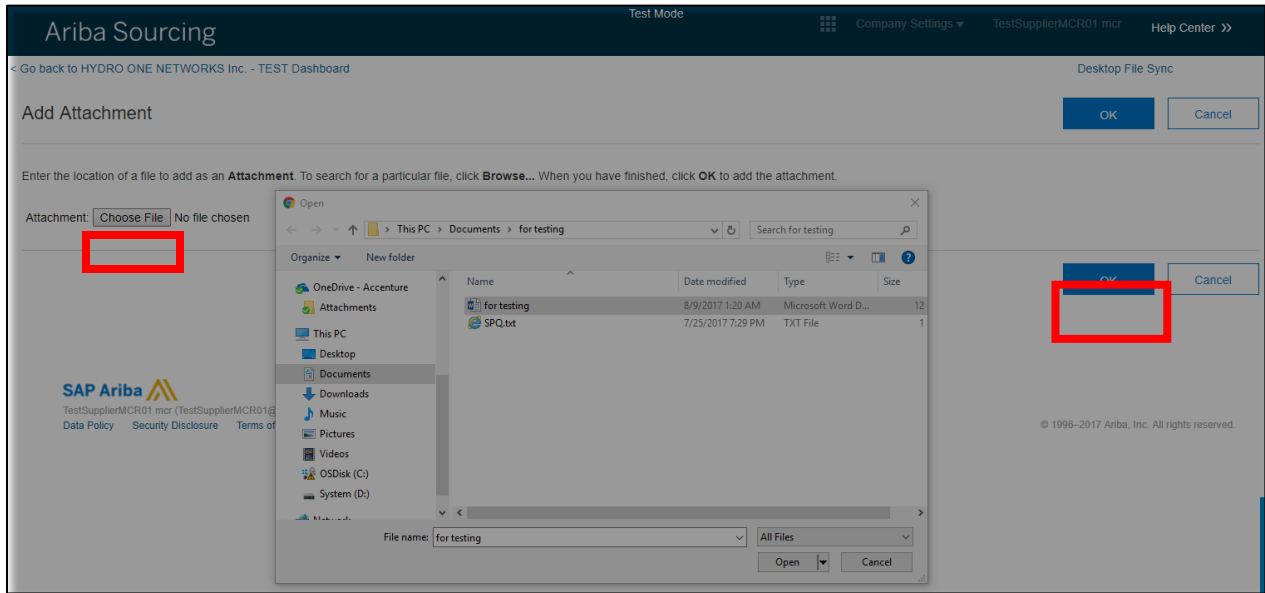 Test Mode
Ariba Sourcing
Company Settings
TestSupplierMCR01 mcr
Help Center >>
< Go back to HYDRO ONE NETWORKS Inc. - TEST Dashboard
Desktop File Sync
Add Attachment
OK
Cancel
Enter the location of a file to add as an Attachment. To search for a particular file, click Browse... When you have finished, click OK to add the attachment.
Attachment: Choose File No file chosen
Open
This PC > Documents > for testing
Search for testing
Organize
New folder
Name
Date modified
Type
Size
OneDrive - Accenture
Attachments
This PC
Desktop
Documents
Downloads
Music
Pictures
Videos
OSDisk (C:)
System (D:)
Network
for testing 8/9/2017 1:20 AM Microsoft Word D... 12
SPQ.txt 7/25/2017 7:29 PM TXT File 1
File name: for testing
All Files
Open
Cancel
OK
Cancel
SAP Ariba
TestSupplierMCR01 mcr (TestSupplierMCR01@
Data Policy Security Disclosure Terms of
© 1996–2017 Ariba, Inc. All rights reserved.